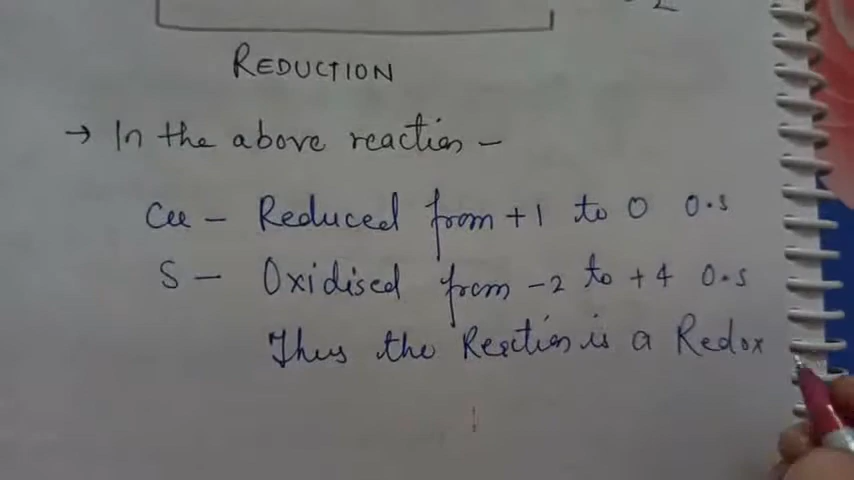 REDUCTION
→ In the above reaction –
Cu – Reduced from +1 to 0 O.S
S – Oxidised from -2 to +4 O.S
Thus the Reaction is a Redox